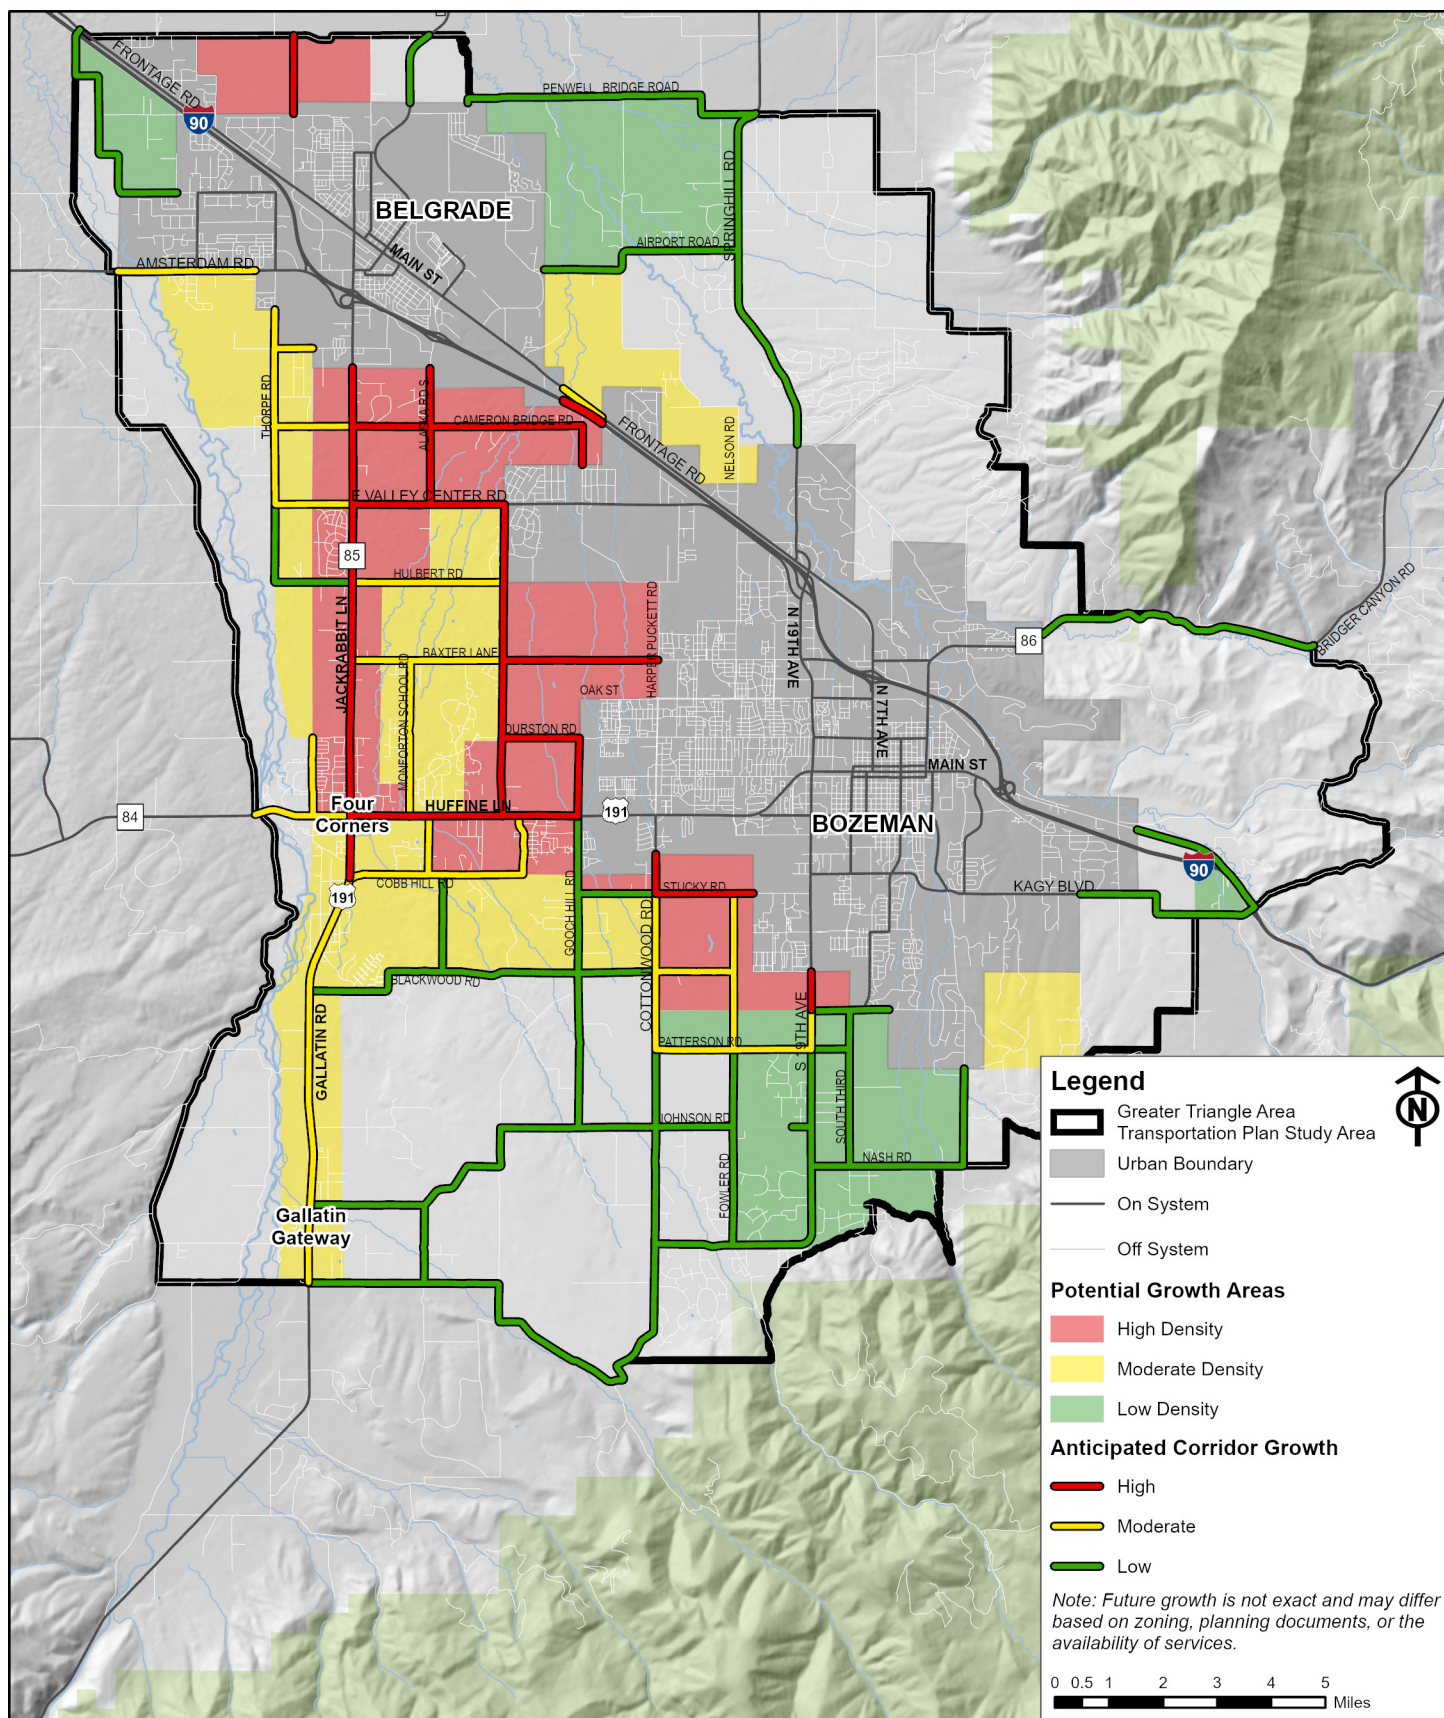 FRONTAGE RD
90
PENWELL BRIDGE ROAD
SPRINGHILL RD
BELGRADE
MAIN ST
AIRPORT ROAD
AMSTERDAM RD
THORPE RD
ALASKA RD S
CAMERON BRIDGE RD
FRONTAGE RD
NELSON RD
E VALLEY CENTER RD
85
HULBERT RD
JACKRABBIT LN
BAXTER LANE
MONFORTON SCHOOL RD
HARPER PUCKETT RD
OAK ST
DURSTON RD
N 19TH AVE
N 7TH AVE
86
BRIDGER CANYON RD
MAIN ST
84
Four
Corners
HUFFINE LN
191
BOZEMAN
90
COBB HILL RD
191
GOOCH HILL RD
STUCKY RD
KAGY BLVD
COTTONWOOD RD
BLACKWOOD RD
GALLATIN RD
S 19TH AVE
PATTERSON RD
SOUTH THIRD
JOHNSON RD
FOWLER RD
NASH RD
Gallatin
Gateway
Legend
N
Greater Triangle Area
Transportation Plan Study Area
Urban Boundary
On System
Off System
Potential Growth Areas
High Density
Moderate Density
Low Density
Anticipated Corridor Growth
High
Moderate
Low
Note: Future growth is not exact and may differ
based on zoning, planning documents, or the
availability of services.
0 0.5 1 2 3 4 5
Miles